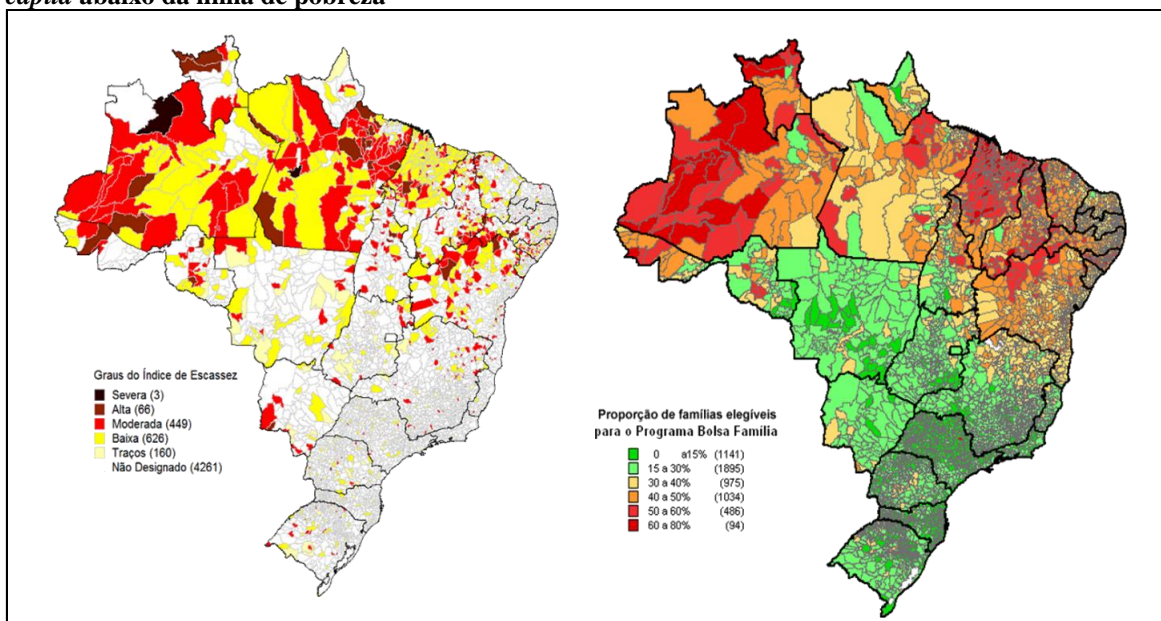 capita abaixo da linha de pobreza
Graus do Índice de Escassez
Severa (3)
Alta (66)
Moderada (449)
Baixa (626)
Traços (160)
Não Designado (4261)
Proporção de famílias elegíveis
para o Programa Bolsa Família
0 a15% (1141)
15 a 30% (1895)
30 a 40% (975)
40 a 50% (1034)
50 a 60% (486)
60 a 80% (94)